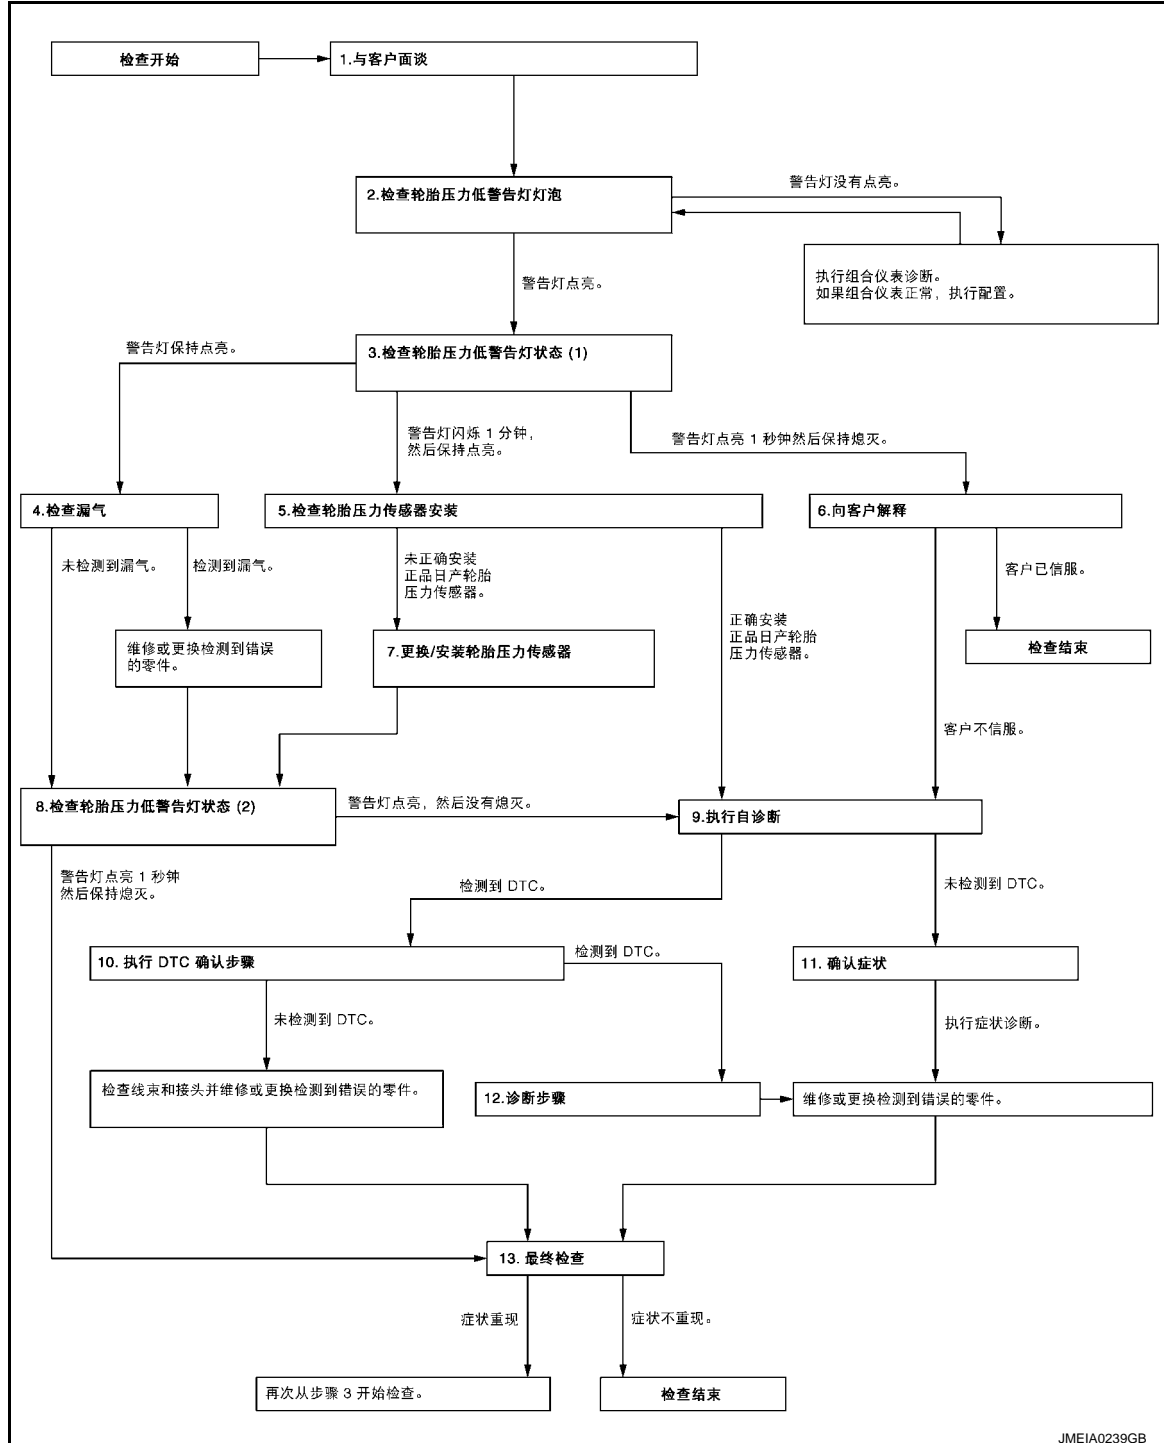 检查开始
1.与客户面谈
2.检查轮胎压力低警告灯灯泡
警告灯没有点亮。
执行组合仪表诊断。
如果组合仪表正常，执行配置。
警告灯点亮。
3.检查轮胎压力低警告灯状态 (1)
警告灯保持点亮。
警告灯闪烁 1 分钟，
然后保持点亮。
警告灯点亮 1 秒钟然后保持熄灭。
4.检查漏气
5.检查轮胎压力传感器安装
6.向客户解释
未检测到漏气。
检测到漏气。
未正确安装
正品日产轮胎
压力传感器。
正确安装
正品日产轮胎
压力传感器。
客户已信服。
维修或更换检测到错误
的零件。
7.更换/安装轮胎压力传感器
检查结束
客户不信服。
8.检查轮胎压力低警告灯状态 (2)
警告灯点亮，然后没有熄灭。
9.执行自诊断
警告灯点亮 1 秒钟
然后保持熄灭。
检测到 DTC。
未检测到 DTC。
10. 执行 DTC 确认步骤
检测到 DTC。
11. 确认症状
未检测到 DTC。
执行症状诊断。
检查线束和接头并维修或更换检测到错误的零件。
12.诊断步骤
维修或更换检测到错误的零件。
13. 最终检查
症状重现
症状不重现。
再次从步骤 3 开始检查。
检查结束
JMEIA0239GB